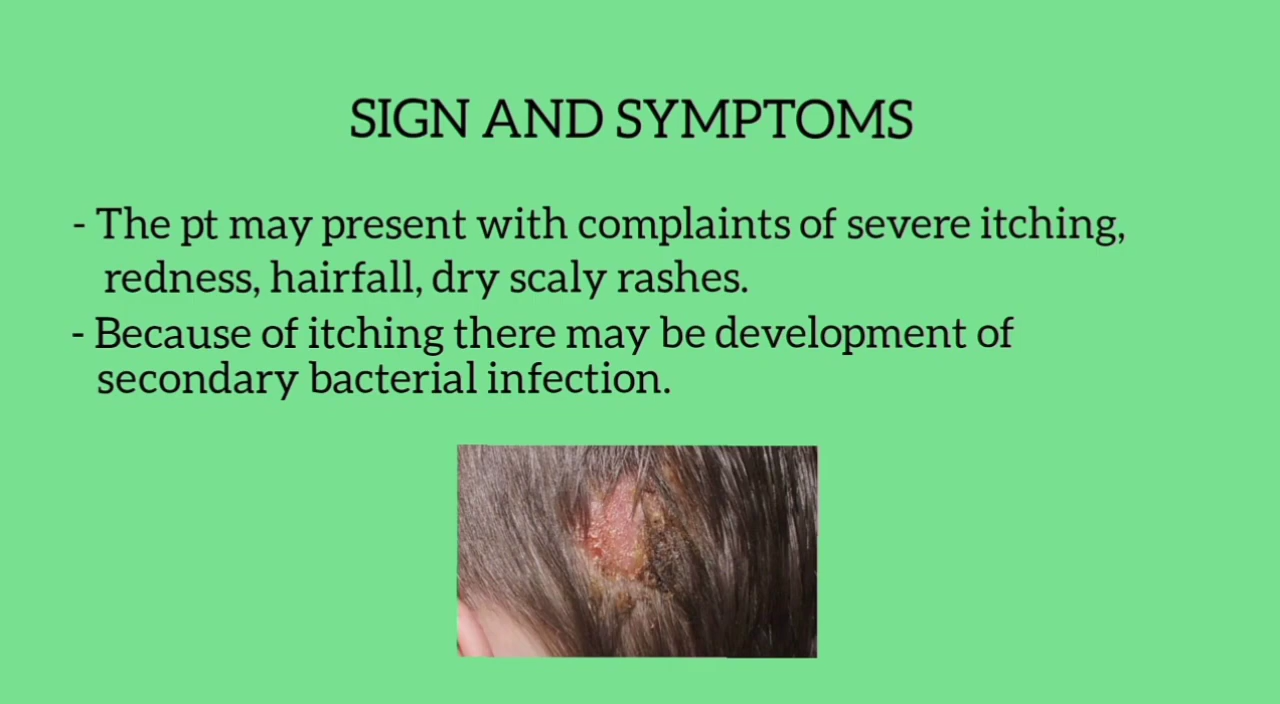 SIGN AND SYMPTOMS
- The pt may present with complaints of severe itching,
redness, hairfall, dry scaly rashes.
- Because of itching there may be development of
secondary bacterial infection.